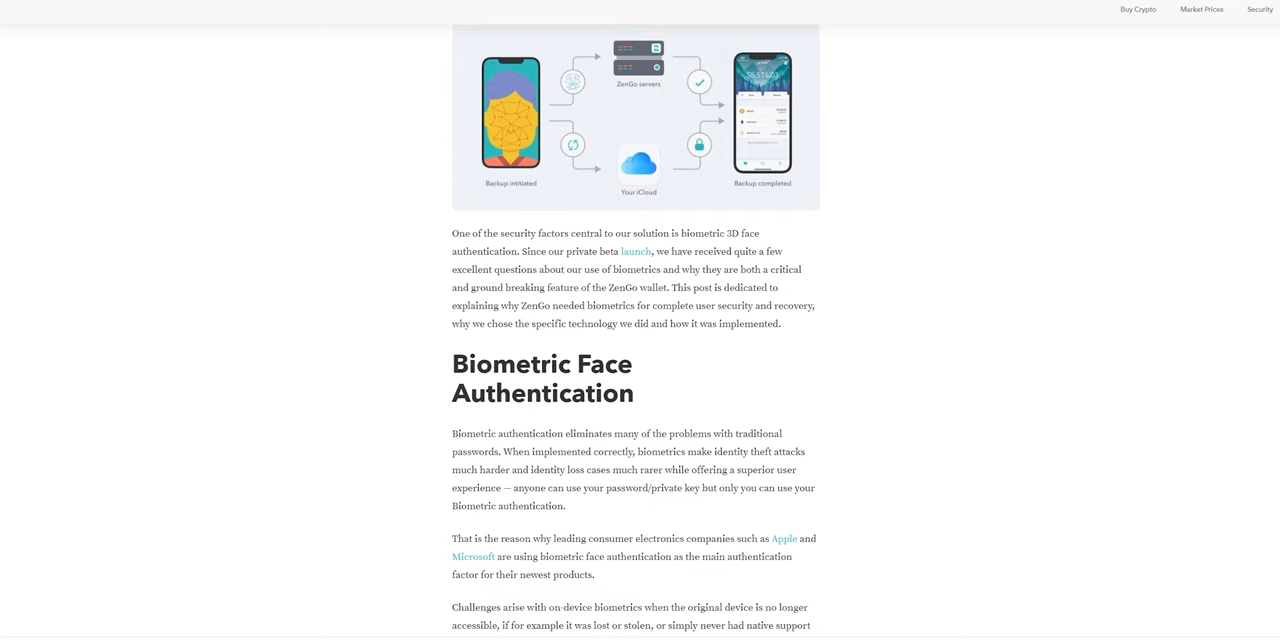 Buy Crypto
Market Prices
Security
ZenGo servers
Backup intitiated
Your iCloud
Backup completed
One of the security factors central to our solution is biometric 3D face
authentication. Since our private beta launch, we have received quite a few
excellent questions about our use of biometrics and why they are both a critical
and ground breaking feature of the ZenGo wallet. This post is dedicated to
explaining why ZenGo needed biometrics for complete user security and recovery,
why we chose the specific technology we did and how it was implemented.
Biometric Face
Authentication
Biometric authentication eliminates many of the problems with traditional
passwords. When implemented correctly, biometrics make identity theft attacks
much harder and identity loss cases much rarer while offering a superior user
experience — anyone can use your password/private key but only you can use your
Biometric authentication.
That is the reason why leading consumer electronics companies such as Apple and
Microsoft are using biometric face authentication as the main authentication
factor for their newest products.
Challenges arise with on-device biometrics when the original device is no longer
accessible, if for example it was lost or stolen, or simply never had native support